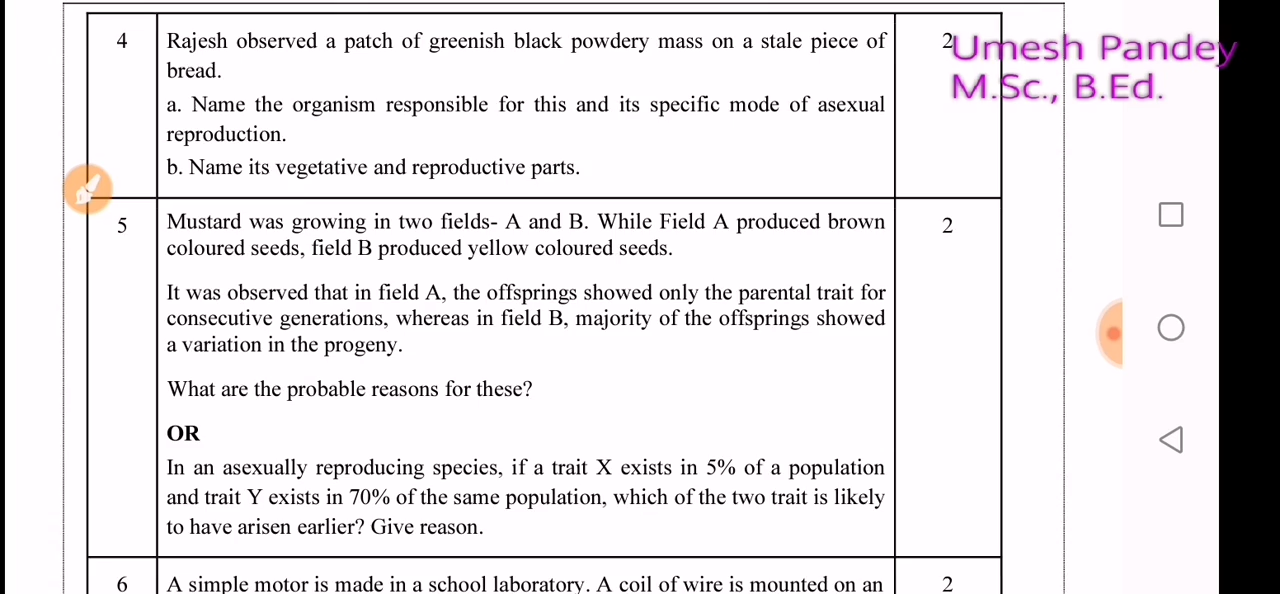 4
Rajesh observed a patch of greenish black powdery mass on a stale piece of
bread.
a. Name the organism responsible for this and its specific mode of asexual
reproduction.
b. Name its vegetative and reproductive parts.
2
Umesh Pandey
M.Sc., B.Ed.
5
Mustard was growing in two fields- A and B. While Field A produced brown
coloured seeds, field B produced yellow coloured seeds.
It was observed that in field A, the offsprings showed only the parental trait for
consecutive generations, whereas in field B, majority of the offsprings showed
a variation in the progeny.
What are the probable reasons for these?
OR
In an asexually reproducing species, if a trait X exists in 5% of a population
and trait Y exists in 70% of the same population, which of the two trait is likely
to have arisen earlier? Give reason.
2
6
A simple motor is made in a school laboratory. A coil of wire is mounted on an
2